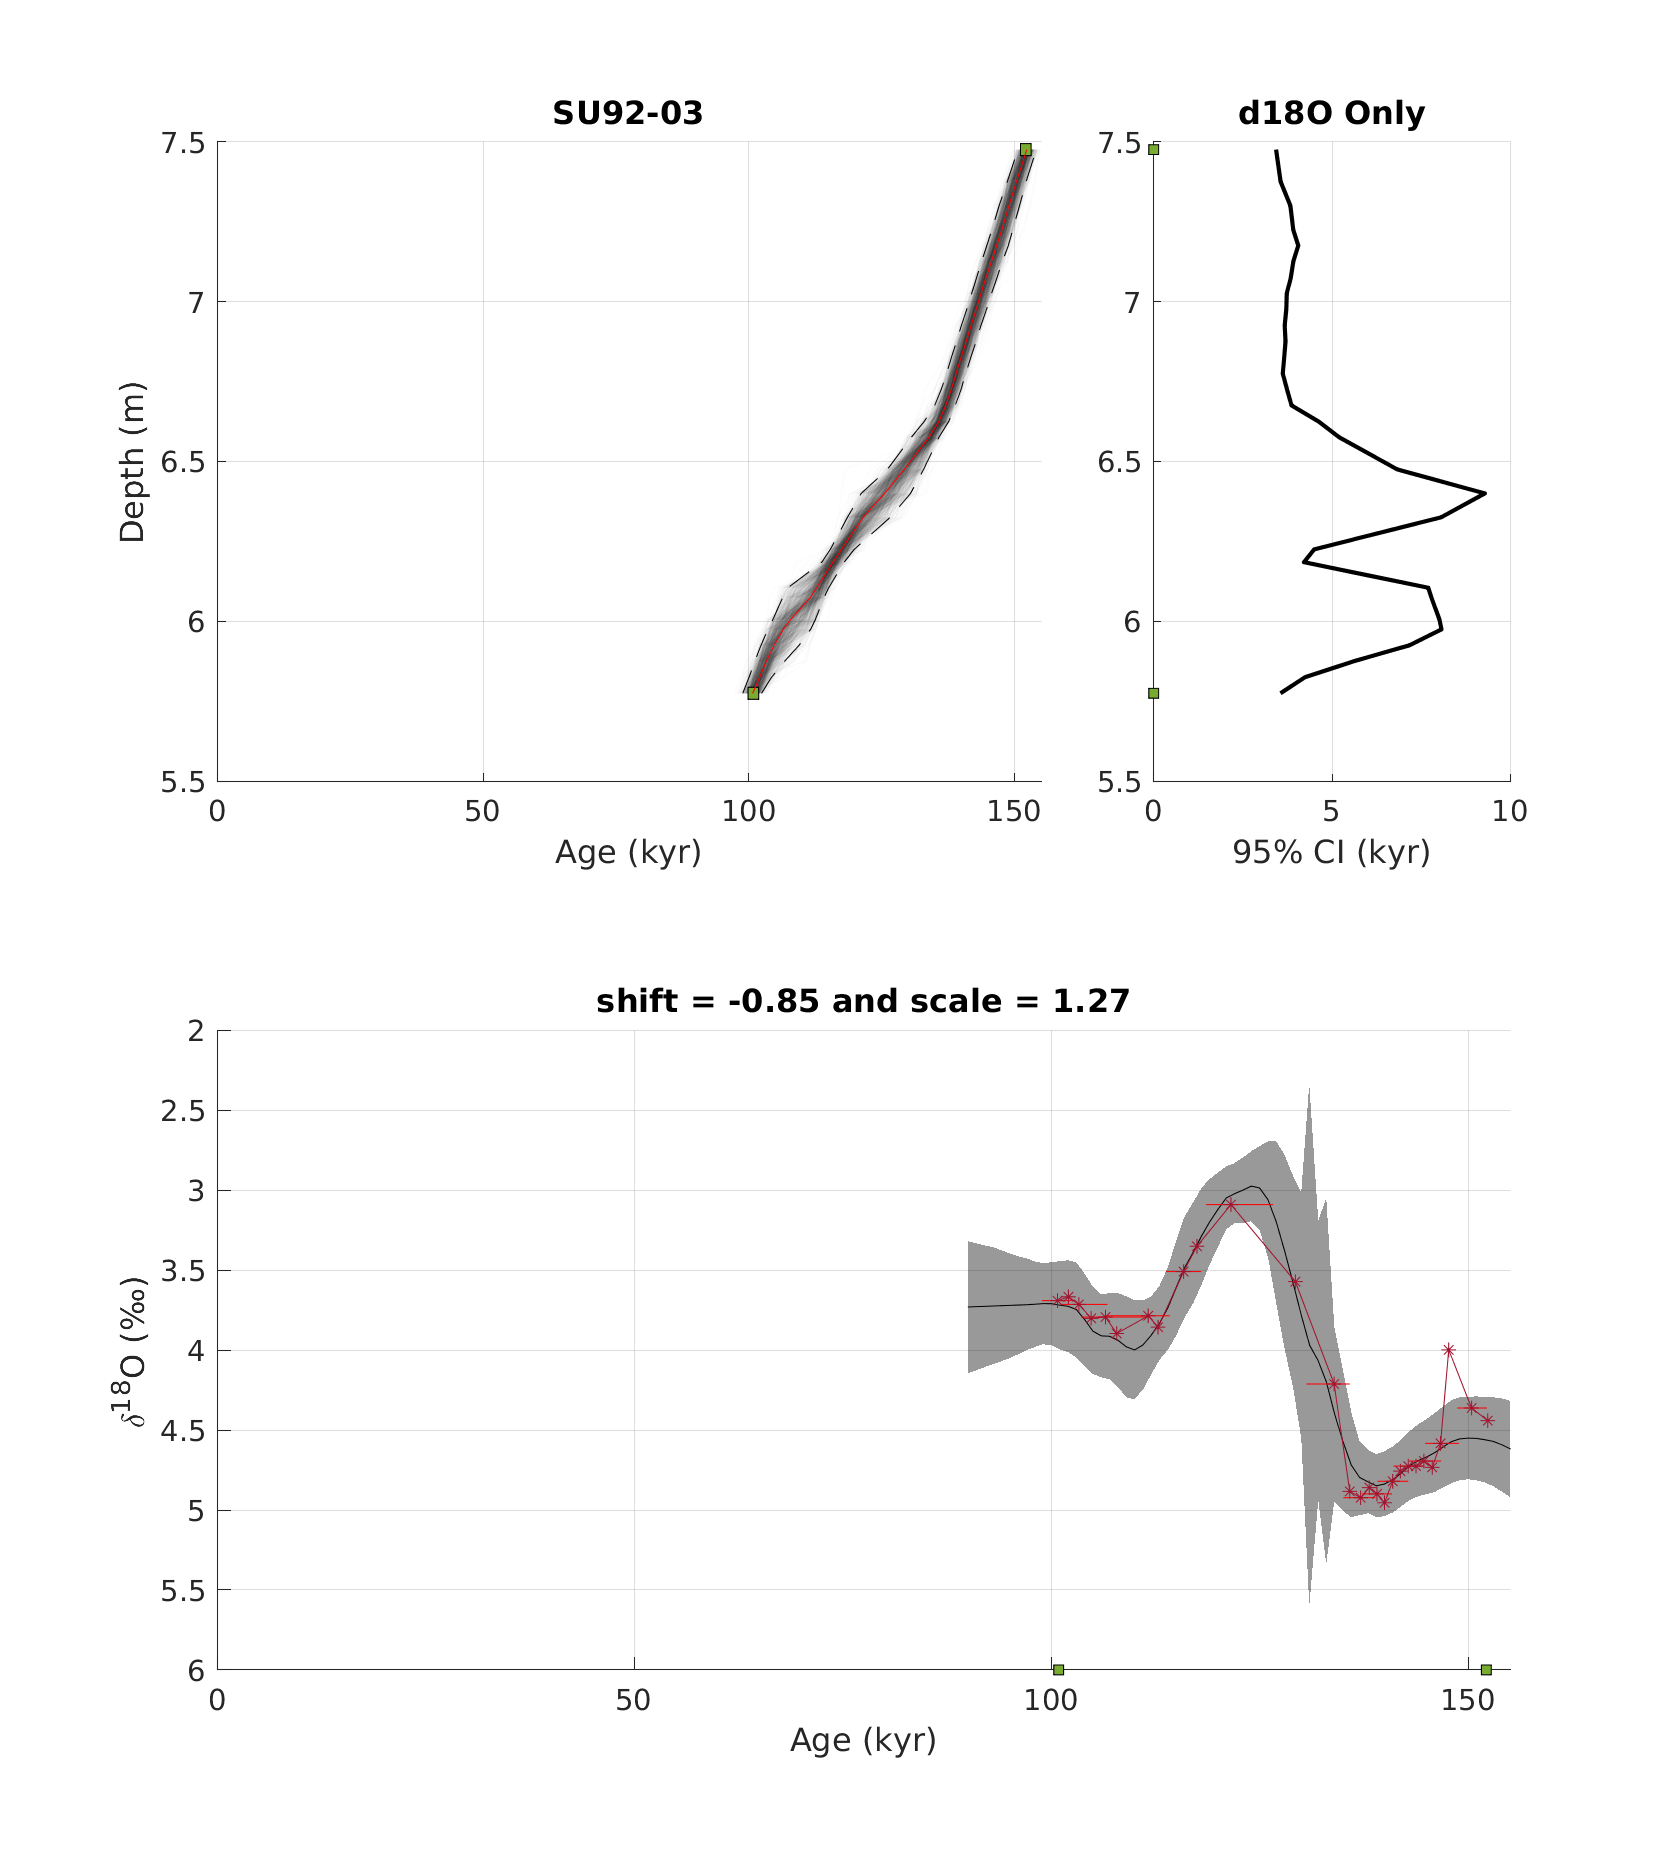 SU92-03
7.5
7
6.5
6
5.5
Depth (m)
0 50 100 150
Age (kyr)
d18O Only
7.5
7
6.5
6
5.5
0 5 10
95% CI (kyr)
shift = -0.85 and scale = 1.27
2
2.5
3
3.5
4
4.5
5
5.5
6
δ¹⁸O (‰)
0 50 100 150
Age (kyr)